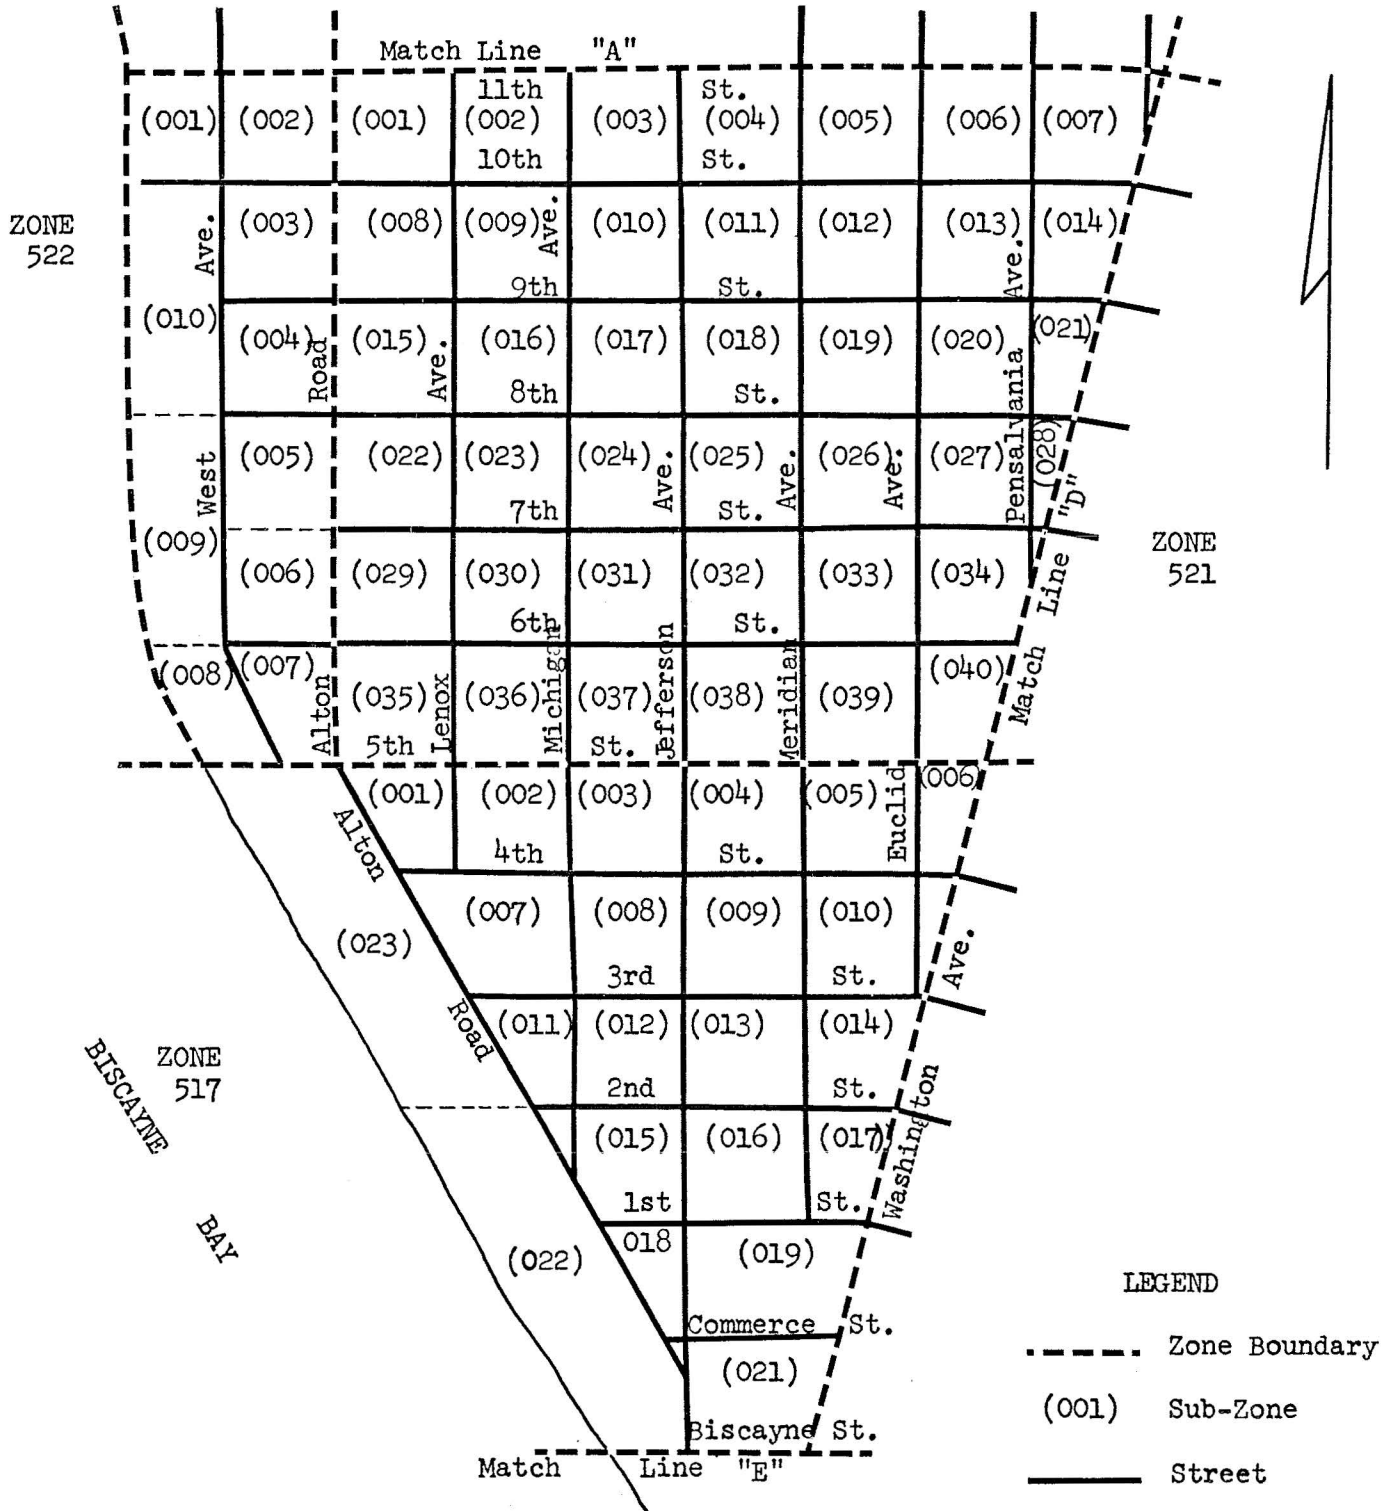 Match Line "A"
11th St.
(001) (002) (001) (002) (003) (004) (005) (006) (007)
10th St.
ZONE
522
(003) (008) (009) (010) (011) (012) (013) (014)
Ave. Ave. Ave.
9th St.
(010) (004) (015) (016) (017) (018) (019) (020) (021)
Road Ave. Pensalvania
8th St.
(005) (022) (023) (024) (025) (026) (027) (028)
West Ave. Ave. Ave.
7th St.
Match Line "D"
ZONE
521
(009) (006) (029) (030) (031) (032) (033) (034)
6th St.
(008) (007) (035) (036) (037) (038) (039) (040)
Alton Lenox Michigan Jefferson Meridian
5th St.
(001) (002) (003) (004) (005) (006)
Euclid
4th St.
Alton Road
(023) (007) (008) (009) (010)
3rd St.
Washington Ave.
(011) (012) (013) (014)
ZONE
517
2nd St.
BISCAYNE BAY
(015) (016) (017)
1st St.
(022) 018 (019)
Commerce St.
(021)
Biscayne St.
Match Line "E"
LEGEND
Zone Boundary
(001) Sub-Zone
Street